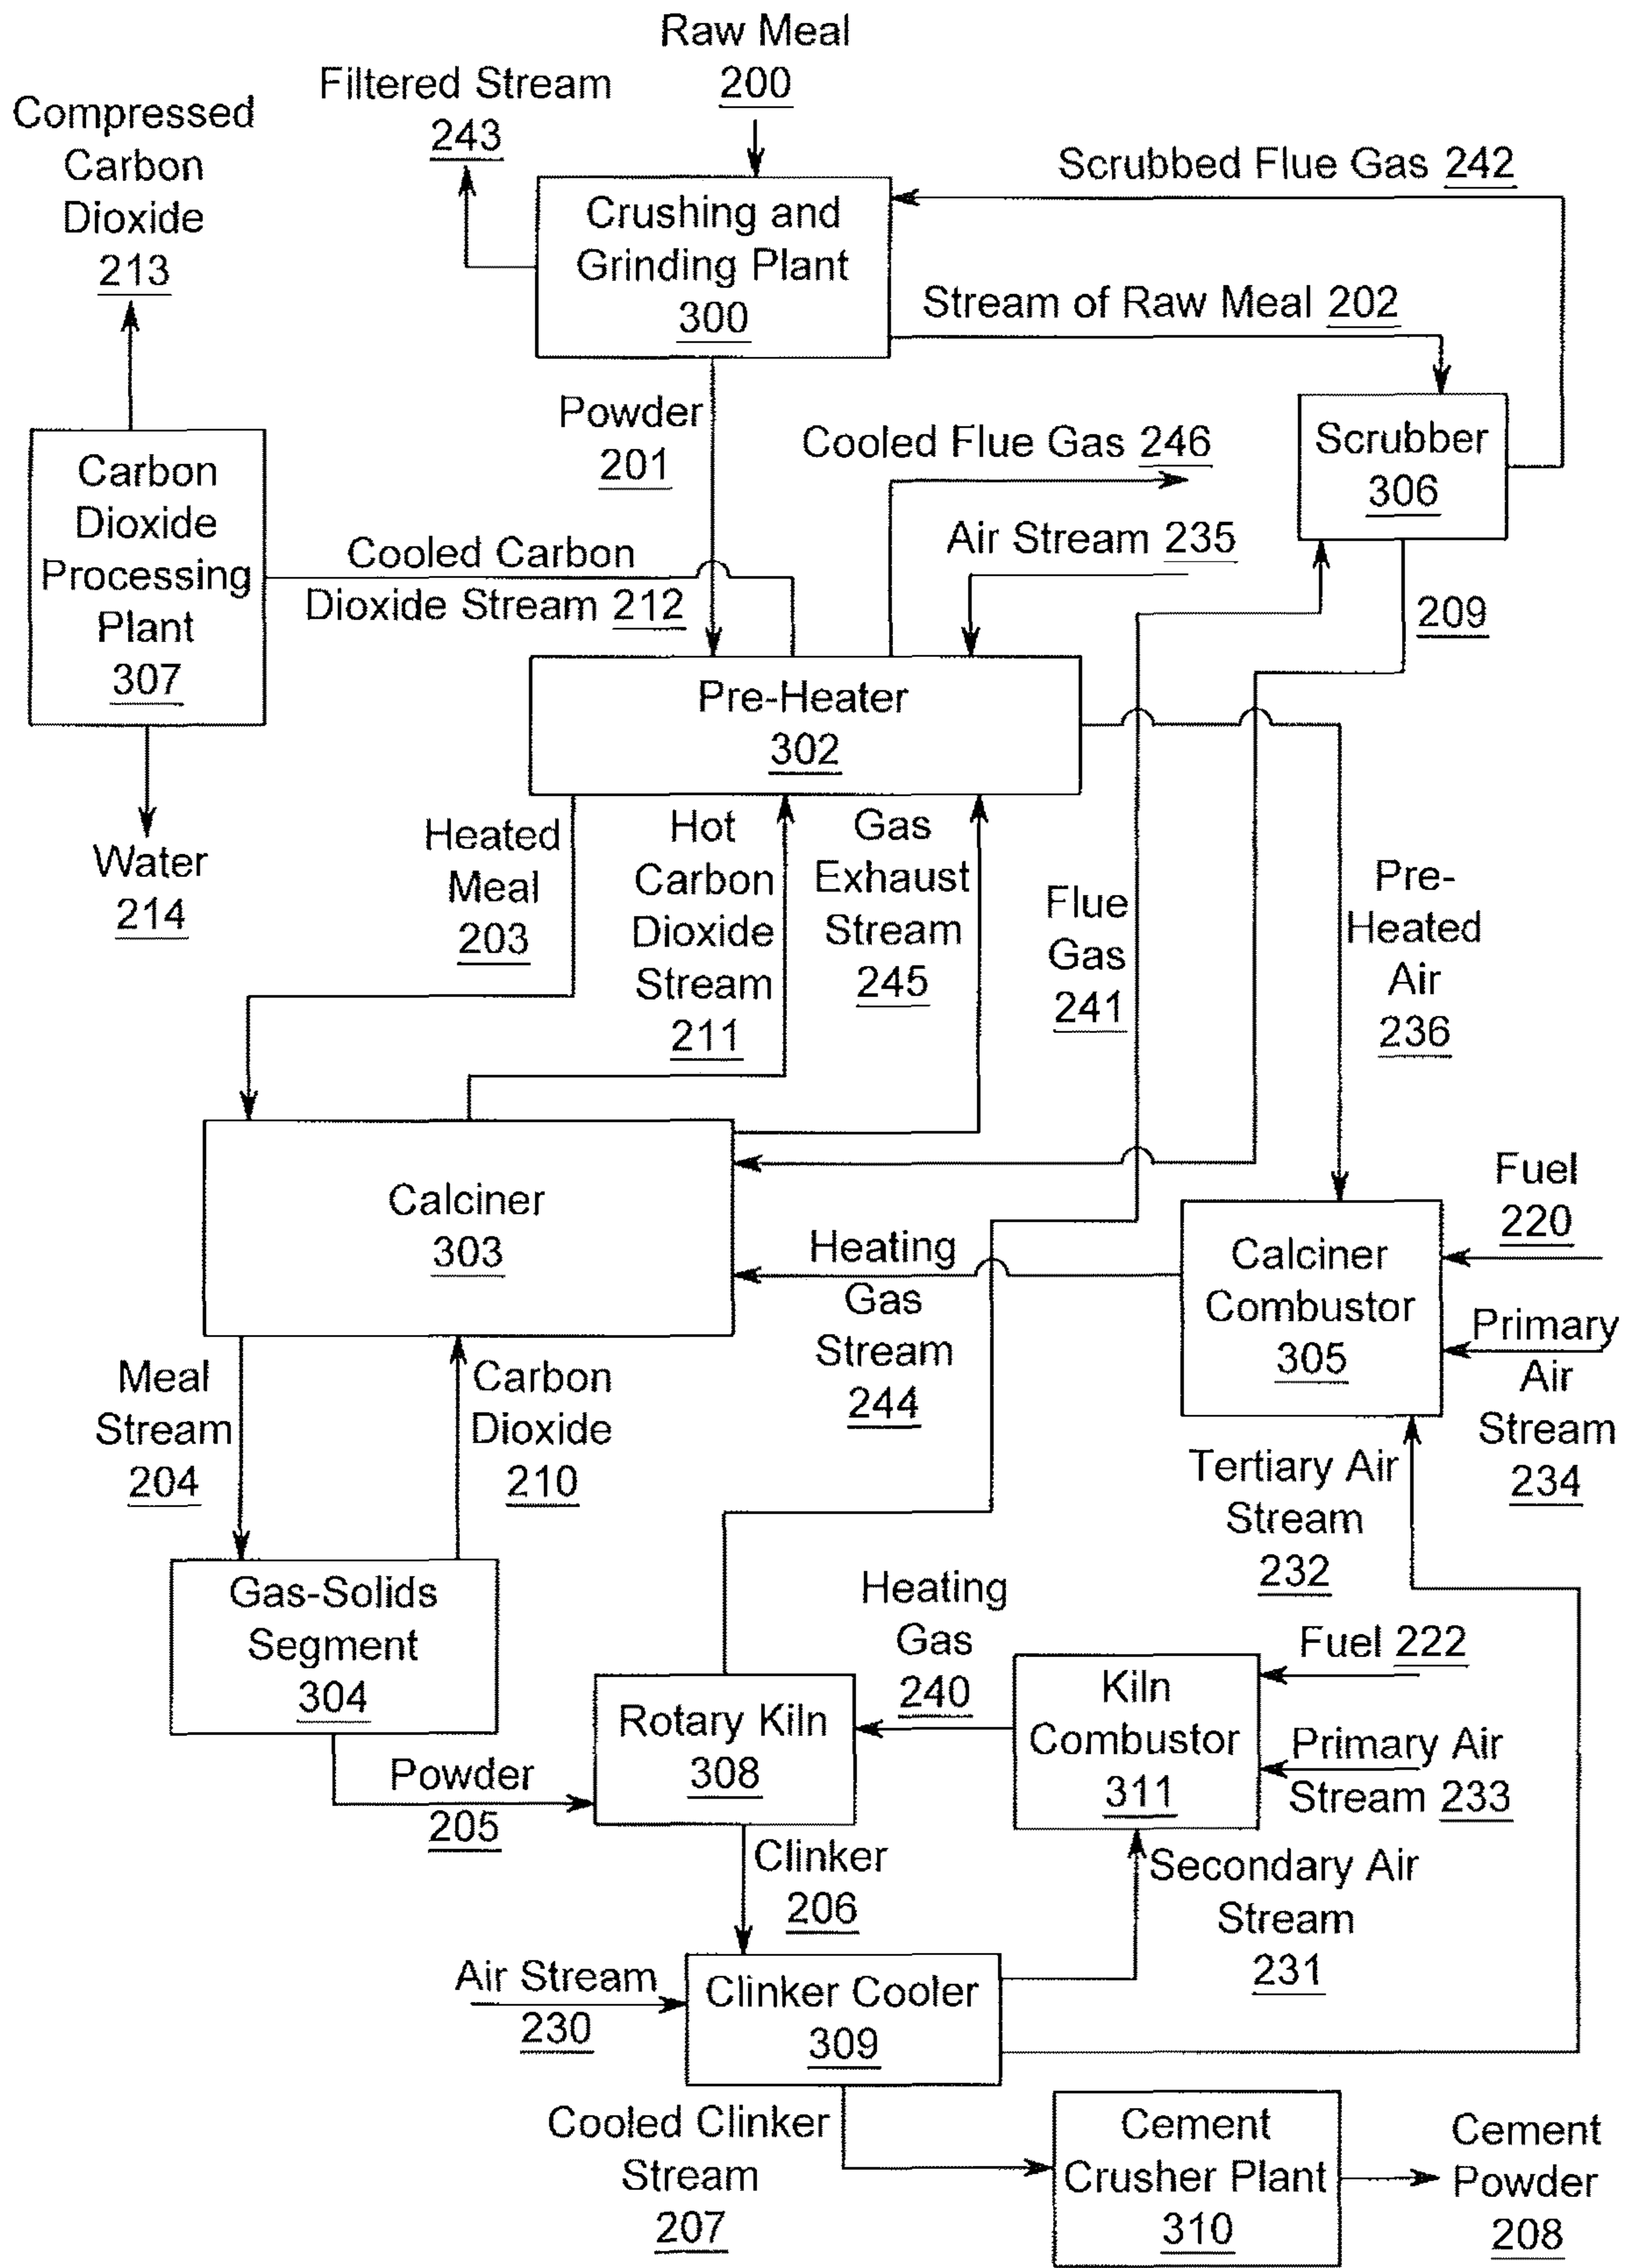 Raw Meal
200
Filtered Stream
243
Compressed
Carbon
Dioxide
213
Scrubbed Flue Gas 242
Crushing and
Grinding Plant
300
Stream of Raw Meal 202
Powder
201
Cooled Flue Gas 246
Scrubber
306
Carbon
Dioxide
Processing
Plant
307
Cooled Carbon
Dioxide Stream 212
Air Stream 235
209
Pre-Heater
302
Water
214
Heated
Meal
203
Hot
Carbon
Dioxide
Stream
211
Gas
Exhaust
Stream
245
Flue
Gas
241
Pre-
Heated
Air
236
Calciner
303
Heating
Gas
Stream
244
Calciner
Combustor
305
Fuel
220
Primary
Air
Stream
234
Meal
Stream
204
Carbon
Dioxide
210
Tertiary Air
Stream
232
Gas-Solids
Segment
304
Heating
Gas
240
Rotary Kiln
308
Kiln
Combustor
311
Fuel 222
Primary Air
Stream 233
Powder
205
Clinker
206
Secondary Air
Stream
231
Air Stream
230
Clinker Cooler
309
Cooled Clinker
Stream
207
Cement
Crusher Plant
310
Cement
Powder
208